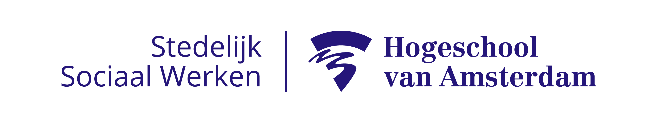 Stedelijk
Sociaal Werken
Hogeschool
van Amsterdam